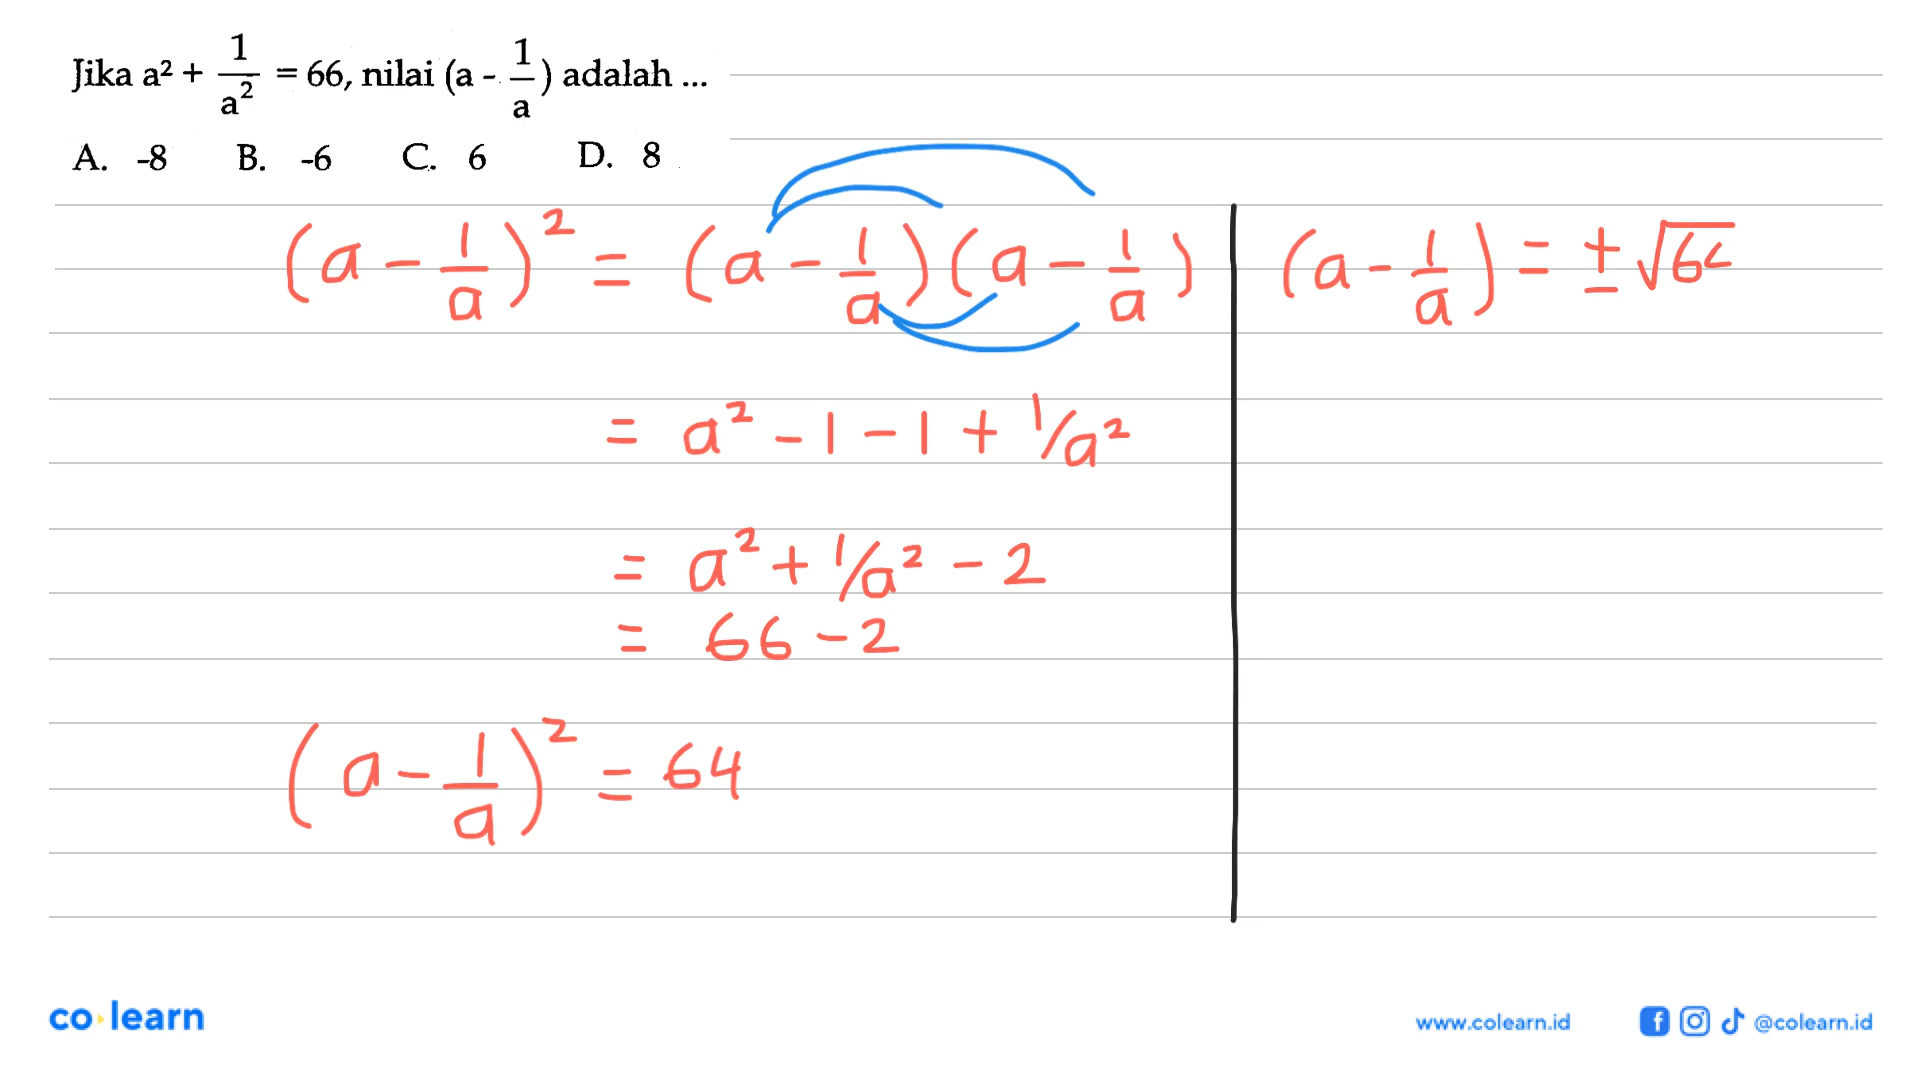 Jika a² + 1/a² = 66, nilai (a - 1/a) adalah ...
A. -8 B. -6 C. 6 D. 8
(a - 1/a)² = (a - 1/a)(a - 1/a)
= a² - 1 - 1 + 1/a²
= a² + 1/a² - 2
= 66 - 2
(a - 1/a)² = 64
(a - 1/a) = ± √64
co learn
www.colearn.id
@colearn.id